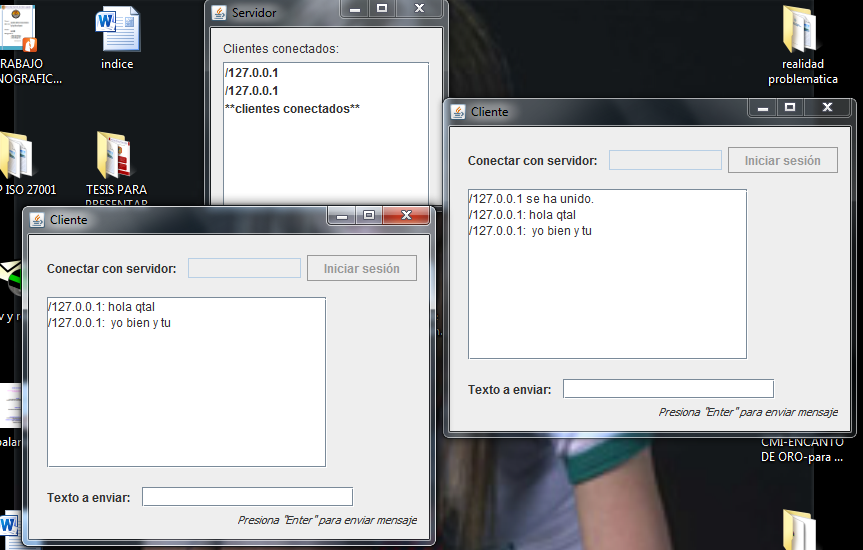 Servidor
Clientes conectados:
/127.0.0.1
/127.0.0.1
**clientes conectados**
indice
TESIS PARA
PRESENTAR
ISO 27001
realidad
problematica
Cliente
Conectar con servidor:
Iniciar sesión
/127.0.0.1 se ha unido.
/127.0.0.1: hola qtal
/127.0.0.1: yo bien y tu
Texto a enviar:
Presiona "Enter" para enviar mensaje
Cliente
Conectar con servidor:
Iniciar sesión
/127.0.0.1: hola qtal
/127.0.0.1: yo bien y tu
Texto a enviar:
Presiona "Enter" para enviar mensaje
CMI-ENCANTO
DE ORO-para ...